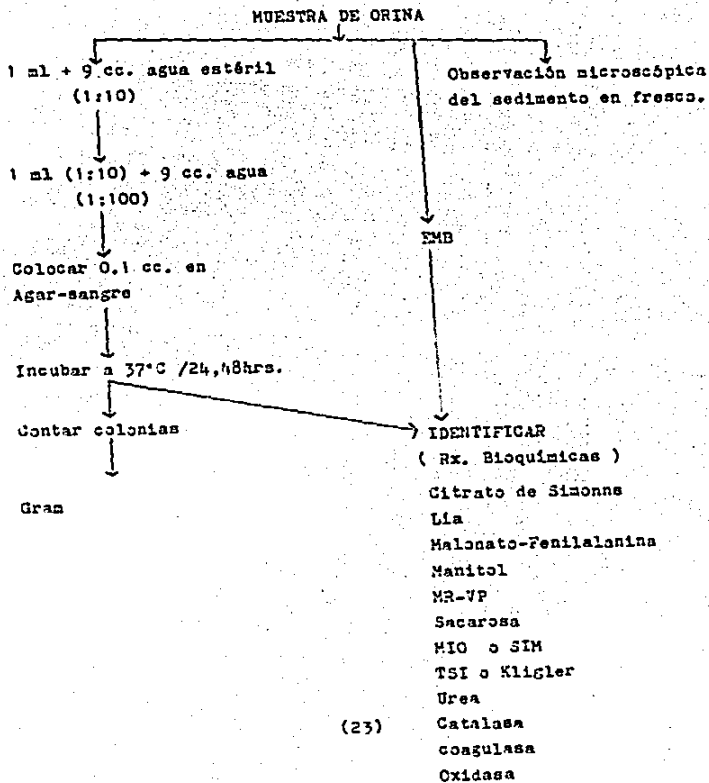 MUESTRA DE ORINA
1 ml + 9 cc. agua estéril
(1:10)
1 ml (1:10) + 9 cc. agua
(1:100)
Colocar 0.1 cc. en
Agar-sangre
Incubar a 37°C /24,48hrs.
Contar colonias
Gram
Observación microscópica
del sedimento en fresco.
EMB
IDENTIFICAR
( Rx. Bioquímicas )
Citrato de Simonns
Lia
Malonato-Fenilalanina
Manitol
MR-VP
Sacarosa
MIO o SIM
TSI o Kligler
Urea
Catalasa
coagulasa
Oxidasa
(23)